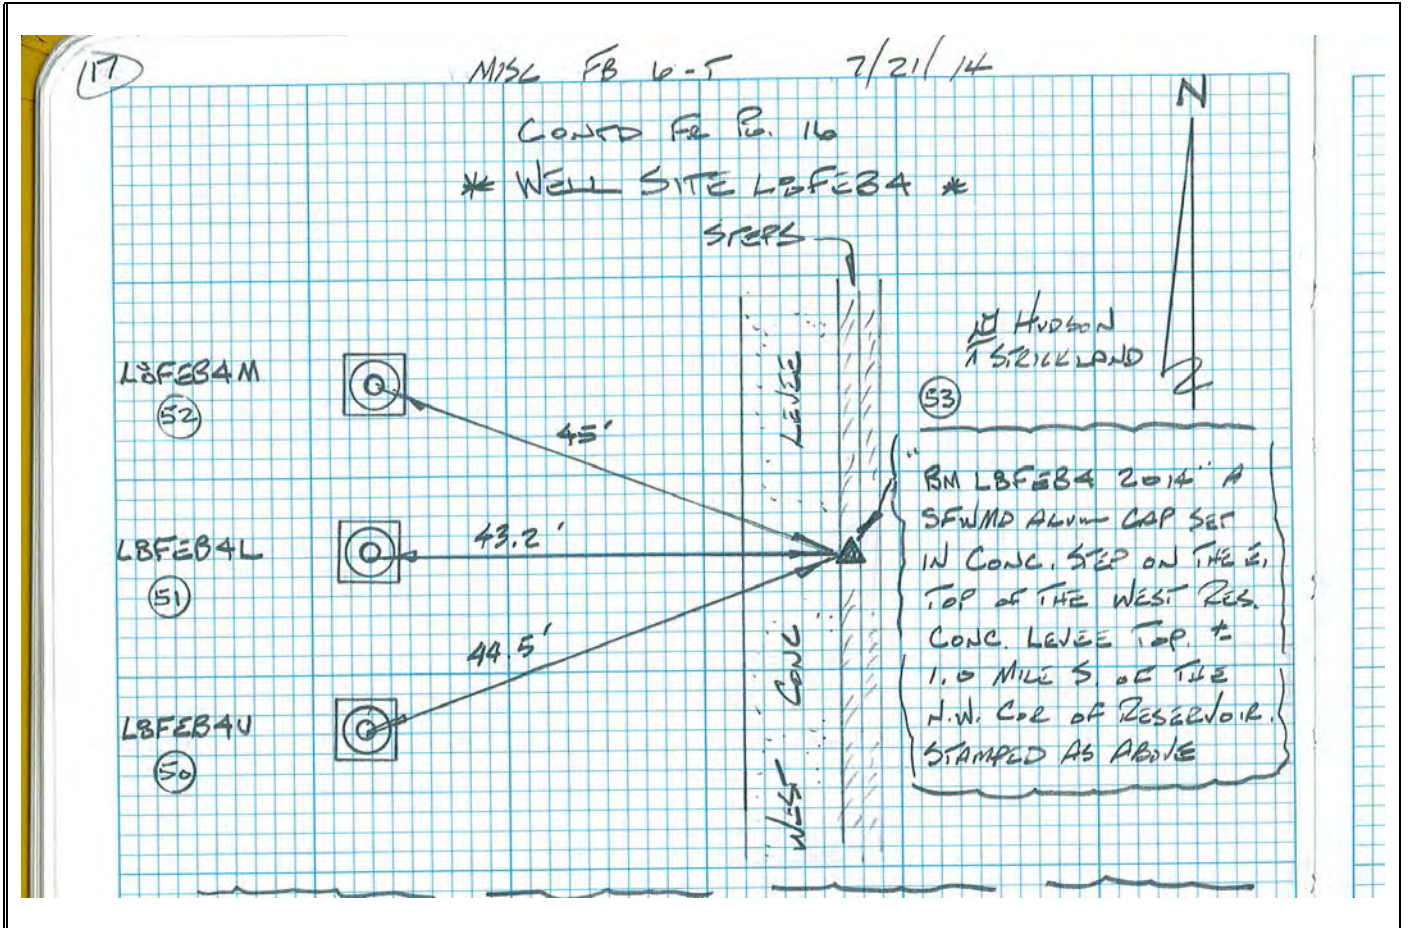 17
MISC FB 6-T 7/21/14
CONTD FR PG. 16
* WELL SITE L8FEB4 *
STEPS
N
HUDSON
STRICKLAND
L8FEB4M
52
45'
LEVEE
53
"BM L8FEB4 2014" A
SFWMD ALUM CAP SET
IN CONC. STEP ON THE E.
TOP OF THE WEST RES.
CONC. LEVEE TOP. ±
1.0 MILE S. OF THE
N.W. COR OF RESERVOIR.
STAMPED AS ABOVE
L8FEB4L
51
43.2'
44.5'
L8FEB4U
50
WEST CONC